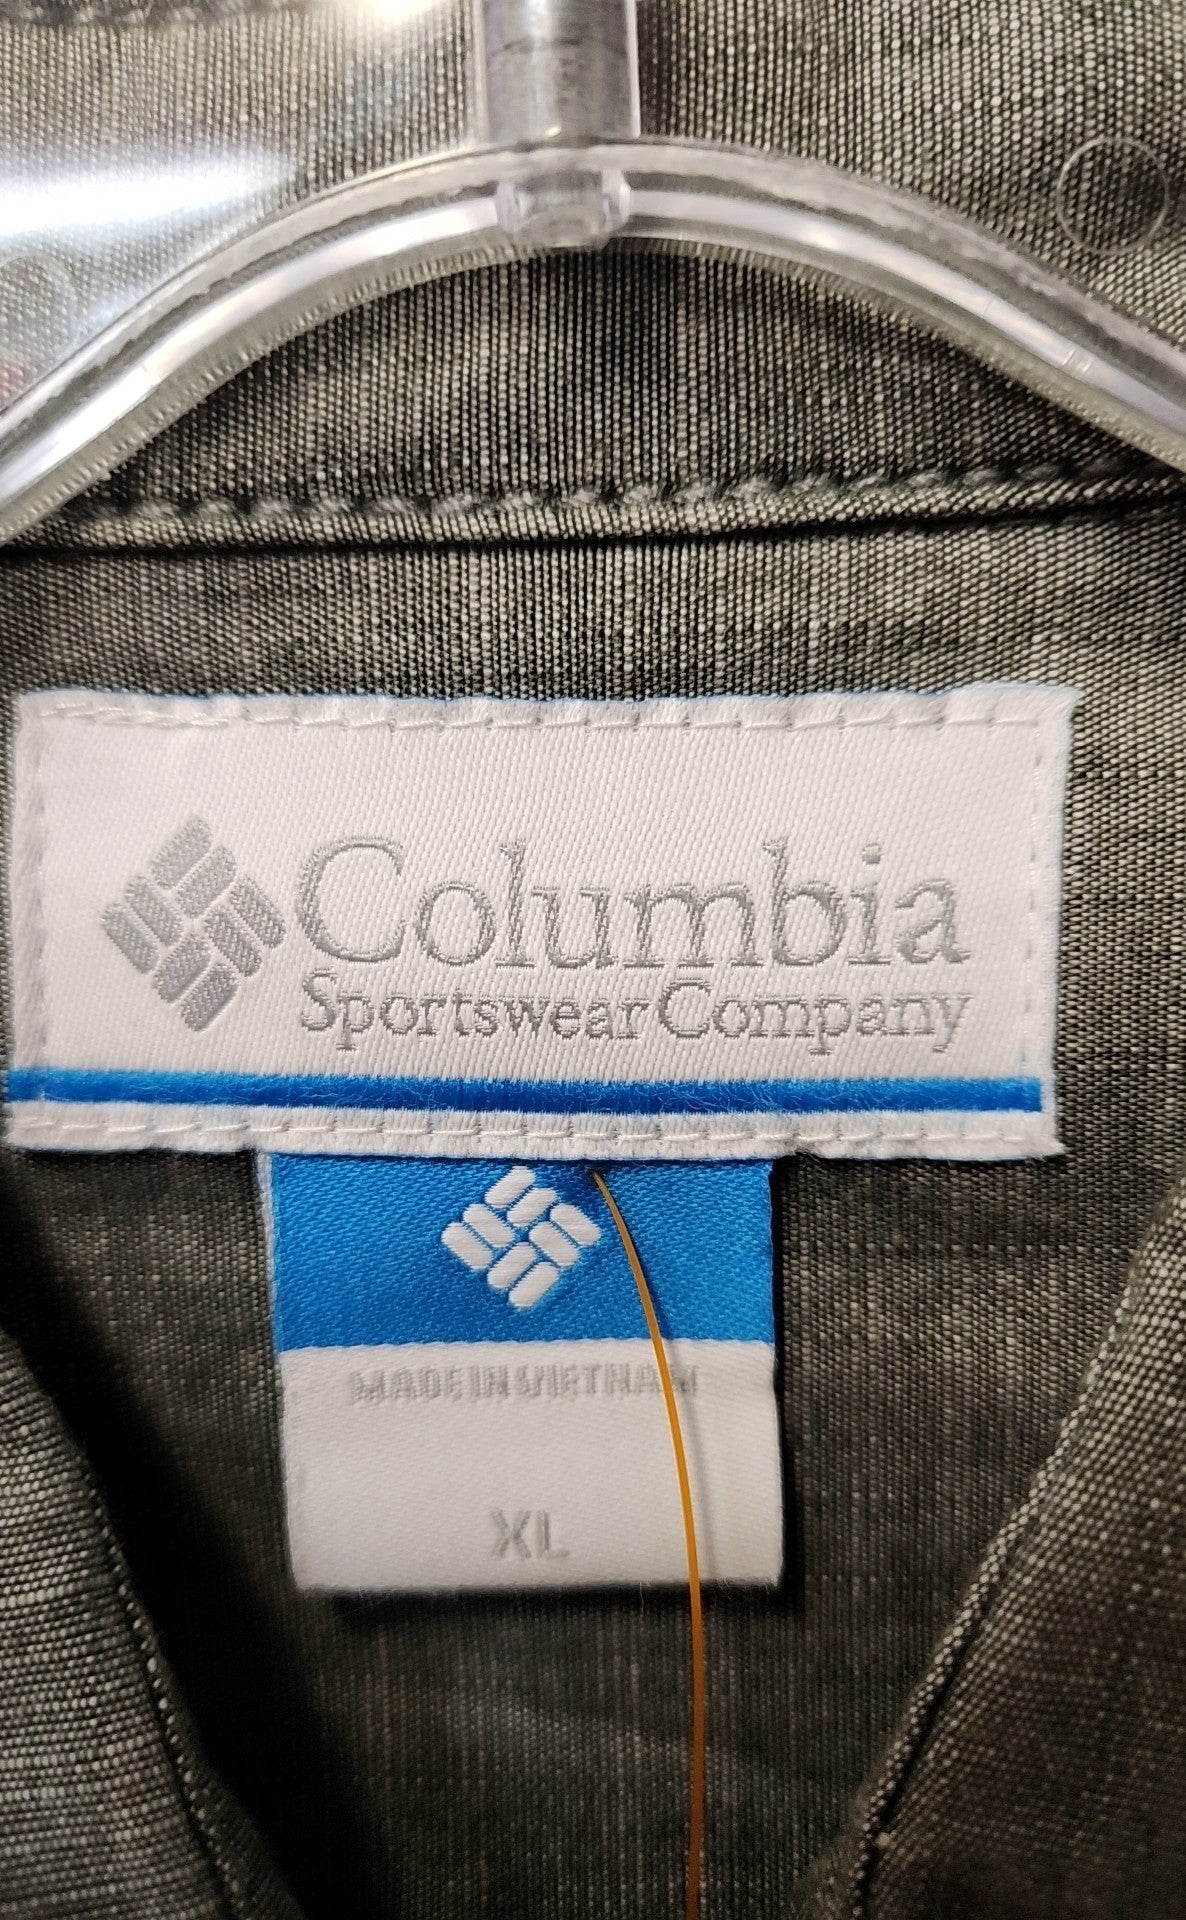 Columbia
Sportswear Company
MADE IN VIETNAM
XL